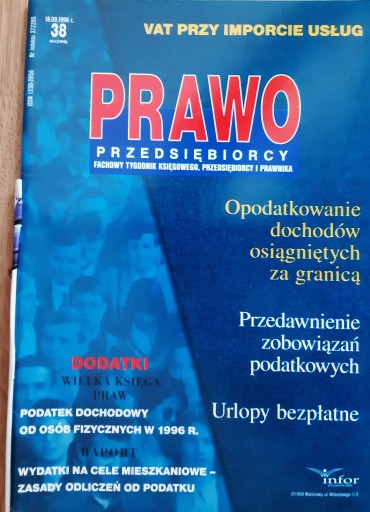 VAT PRZY IMPORCIE USŁUG
38
PRAWO
PRZEDSIĘBIORCY
FACHOWY TYGODNIK KSIĘGOWEGO, PRZEDSIĘBIORCY I PRAWNIKA
Opodatkowanie
dochodów
osiągniętych
za granicą
Przedawnienie
zobowiązań
podatkowych
Urlopy bezpłatne
DODATKI
WIELKA KSIĘGA
PRAW
PODATEK DOCHODOWY
OD OSÓB FIZYCZNYCH W 1996 R.
RAPORT
WYDATKI NA CELE MIESZKANIOWE –
ZASADY ODLICZEŃ OD PODATKU
infor